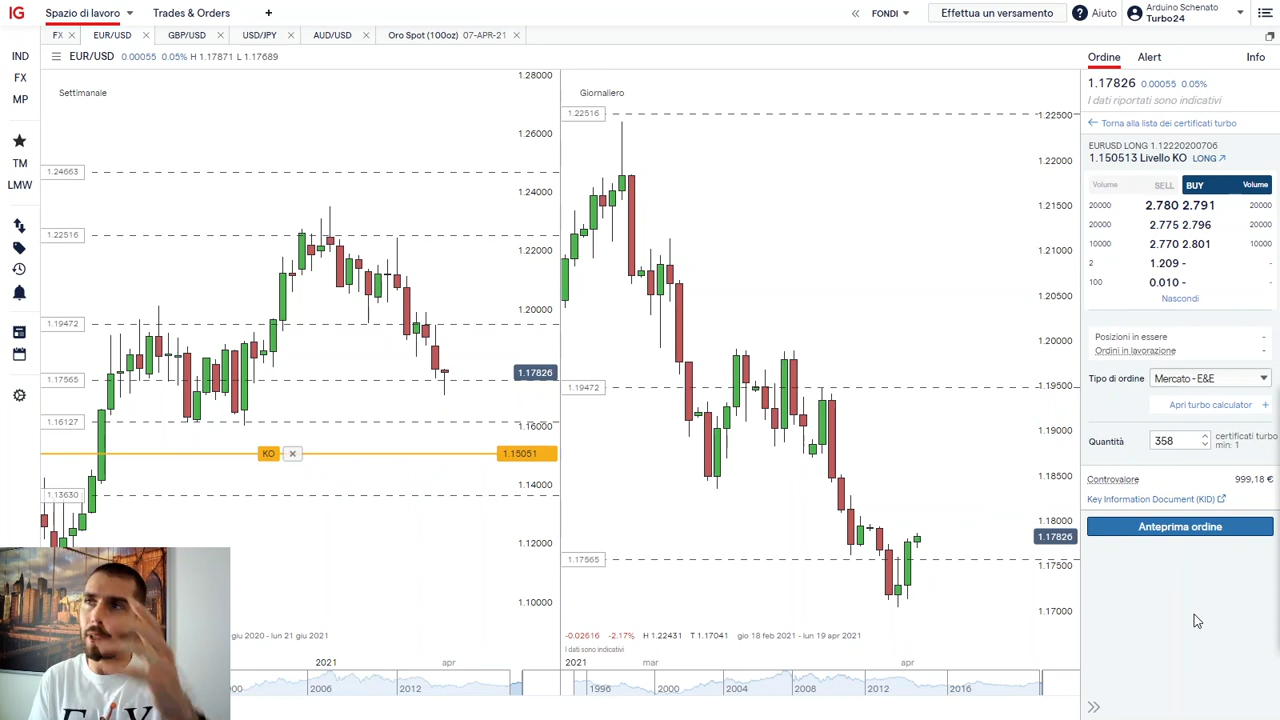 IG Spazio di lavoro Trades & Orders + FONDI Effettua un versamento ? Aiuto Arduino Schenato
Turbo24
FX × EUR/USD × GBP/USD × USD/JPY × AUD/USD × Oro Spot (100oz) 07-APR-21 ×
IND
FX
MP
TM
LMW
EUR/USD 0.00055 0.05% H 1.17871 L 1.17689
Settimanale
1.28000
1.26000
1.24663
1.24000
1.22516
1.22000
1.20000
1.19472
1.17826
1.17565
1.16127
1.16000
KO × 1.15051
1.14000
1.13630
1.12000
1.10000
giu 2020 - lun 21 giu 2021
2021 apr
2006 2012
Giornaliero
1.22516
1.22500
1.22000
1.21500
1.21000
1.20500
1.20000
1.19472
1.19500
1.19000
1.18500
1.18000
1.17826
1.17565
1.17500
1.17000
-0.02616 -2.17% H 1.22431 T 1.17041 gio 18 feb 2021 - lun 19 apr 2021
I dati sono indicativi
2021 mar apr
1996 2000 2004 2008 2012 2016
Ordine Alert Info
1.17826 0.00055 0.05%
I dati riportati sono indicativi
Torna alla lista dei certificati turbo
EURUSD LONG 1.12220200706
1.150513 Livello KO LONG
Volume SELL BUY Volume
20000 2.780 2.791 20000
20000 2.775 2.796 20000
10000 2.770 2.801 10000
2 1.209 - -
100 0.010 - -
Nascondi
Posizioni in essere -
Ordini in lavorazione -
Tipo di ordine Mercato - E&E
Apri turbo calculator +
Quantità 358 certificati turbo
min: 1
Controvalore 999,18 €
Key Information Document (KID)
Anteprima ordine